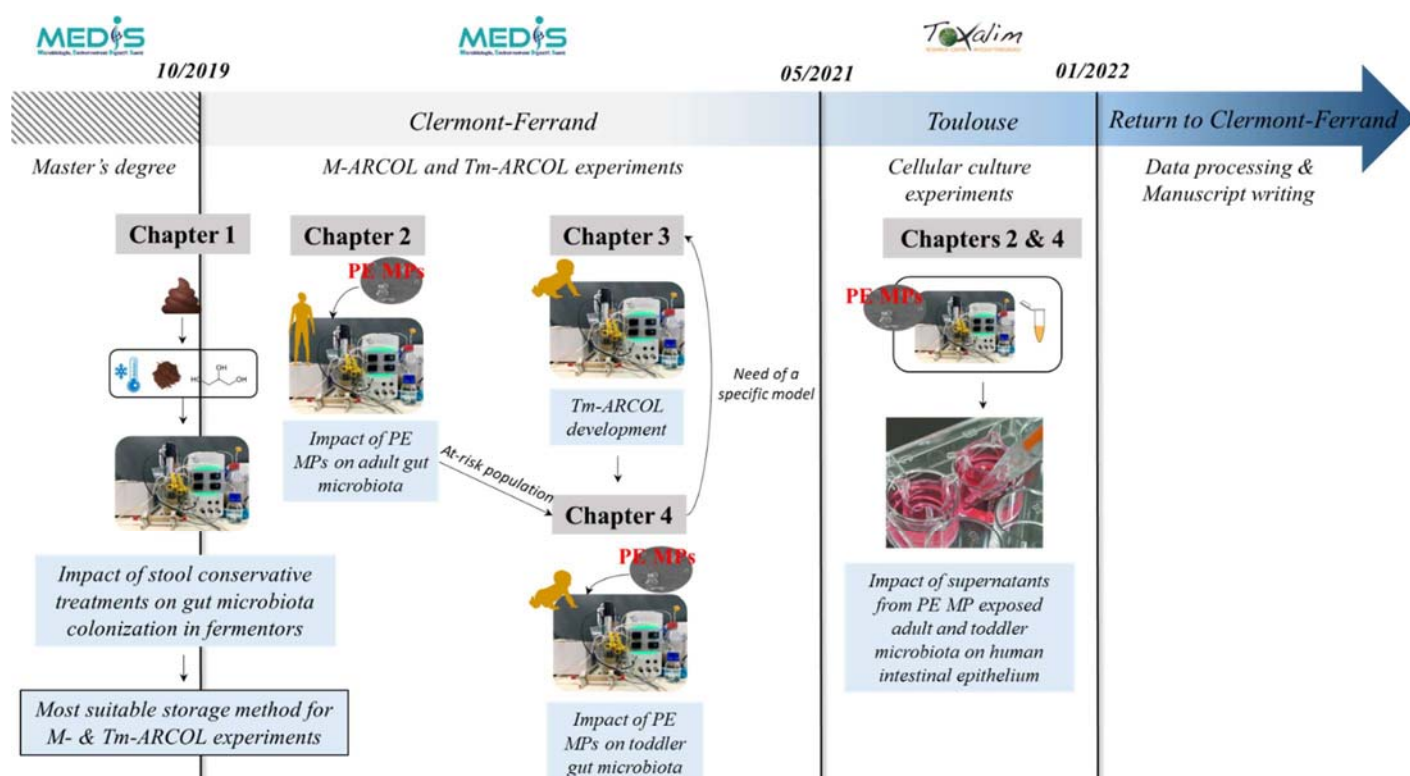 MEDiS
MEDiS
Toxalim
10/2019
05/2021
01/2022
Clermont-Ferrand
Toulouse
Return to Clermont-Ferrand
Master's degree
M-ARCOL and Tm-ARCOL experiments
Cellular culture
experiments
Data processing &
Manuscript writing
Chapter 1
HO
OH
OH
Impact of stool conservative
treatments on gut microbiota
colonization in fermentors
Most suitable storage method for
M- & Tm-ARCOL experiments
Chapter 2
PE MPs
Impact of PE
MPs on adult gut
microbiota
At-risk population
Chapter 3
Tm-ARCOL
development
Need of a
specific model
Chapter 4
PE MPs
Impact of PE
MPs on toddler
gut microbiota
Chapters 2 & 4
PE MPs
Impact of supernatants
from PE MP exposed
adult and toddler
microbiota on human
intestinal epithelium